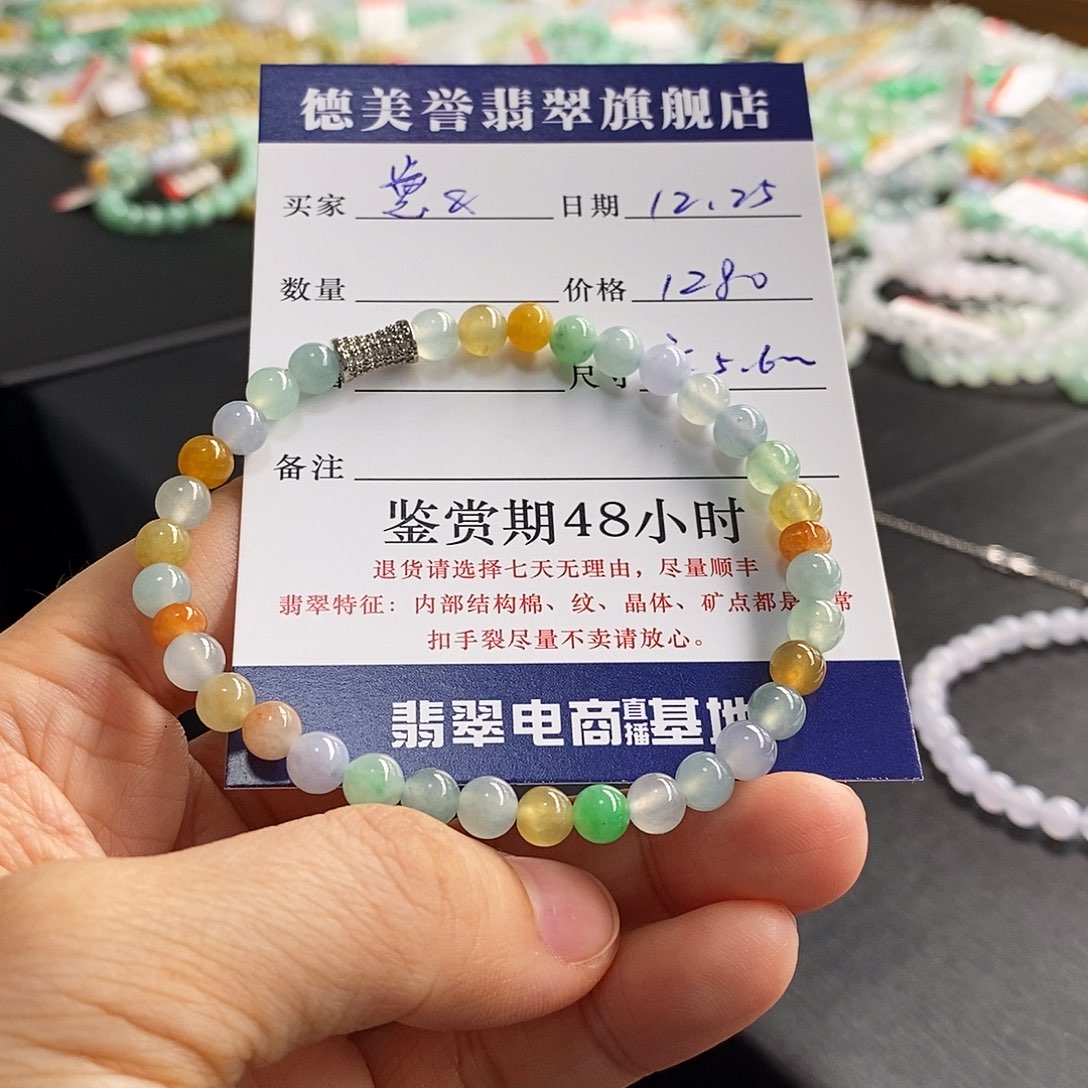 德美誉翡翠旗舰店
买家 日期 12.25
数量 价格 1280
尺寸 5.6
备注
鉴赏期48小时
退货请选择七天无理由，尽量顺丰
翡翠特征：内部结构棉、纹、晶体、矿点都是 常
扣手裂尽量不卖请放心。
翡翠电商直播基地